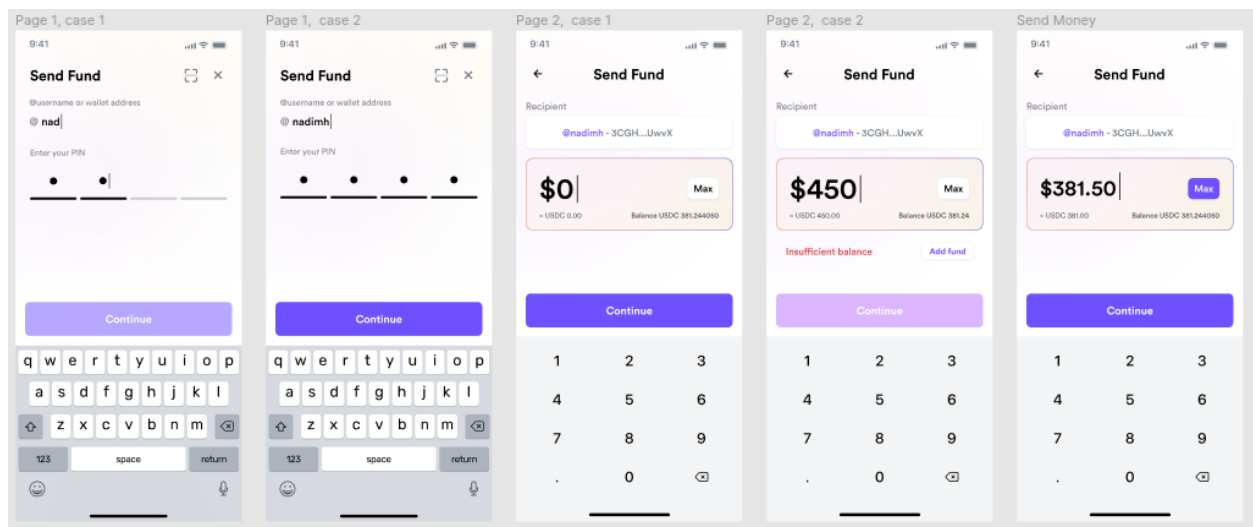 Page 1, case 1
9:41
Send Fund
@username or wallet address
@ nad
Enter your PIN
Continue
q w e r t y u i o p
a s d f g h j k l
z x c v b n m
123 space return
Page 1, case 2
9:41
Send Fund
@username or wallet address
@ nadimh
Enter your PIN
Continue
q w e r t y u i o p
a s d f g h j k l
z x c v b n m
123 space return
Page 2, case 1
9:41
Send Fund
Recipient
@nadimh - 3CGH...UwvX
$0 Max
≈ USDC 0.00 Balance USDC 381.244050
Continue
1 2 3
4 5 6
7 8 9
. 0
Page 2, case 2
9:41
Send Fund
Recipient
@nadimh - 3CGH...UwvX
$450 Max
≈ USDC 450.00 Balance USDC 381.24
Insufficient balance Add fund
Continue
1 2 3
4 5 6
7 8 9
. 0
Send Money
9:41
Send Fund
Recipient
@nadimh - 3CGH...UwvX
$381.50 Max
≈ USDC 381.00 Balance USDC 381.244050
Continue
1 2 3
4 5 6
7 8 9
. 0